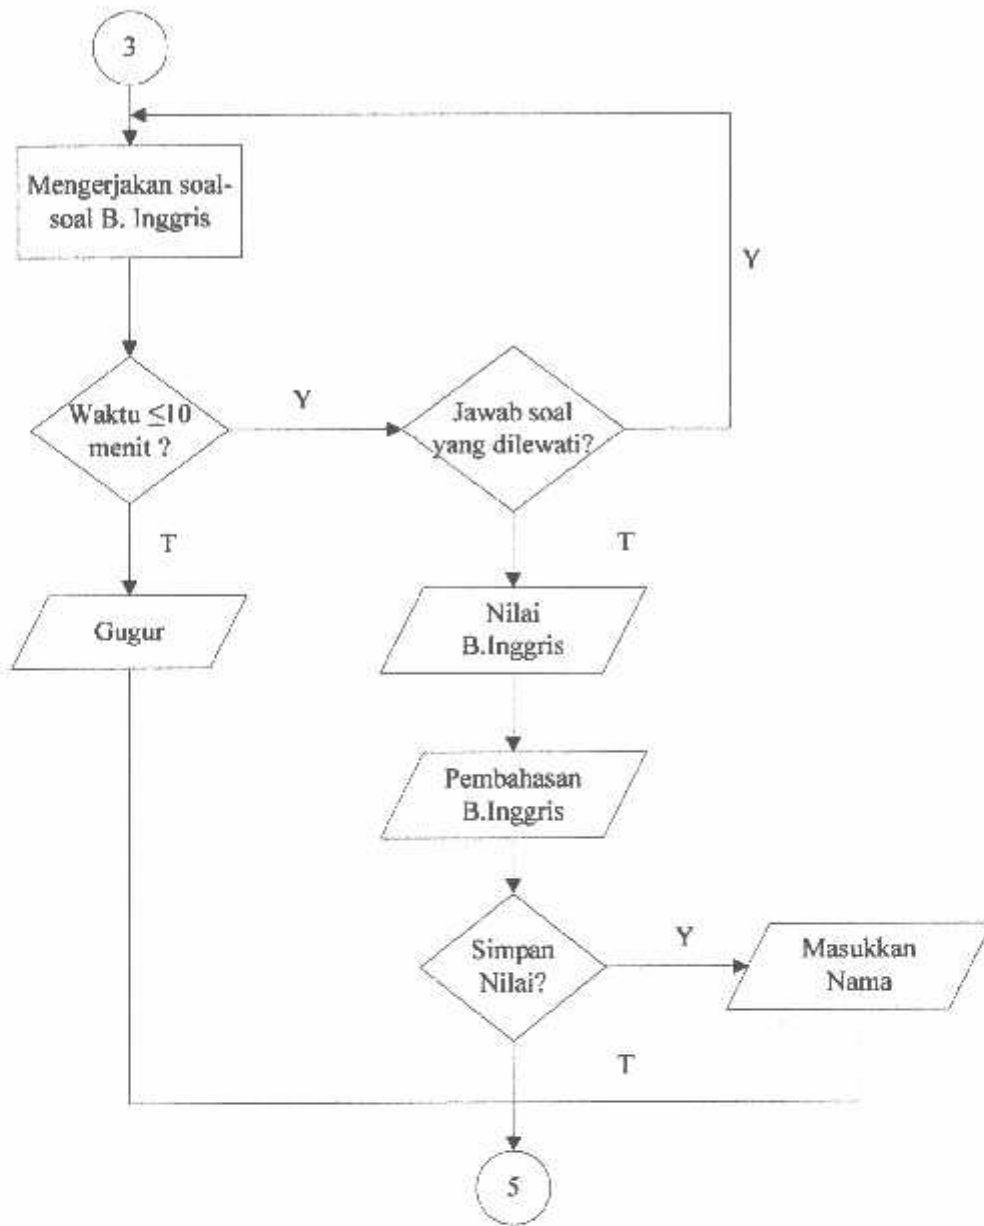 3
Mengerjakan soal-
soal B. Inggris
Y
Waktu ≤10
menit ?
Y
Jawab soal
yang dilewati?
T
T
Gugur
Nilai
B.Inggris
Pembahasan
B.Inggris
Simpan
Nilai?
Y
Masukkan
Nama
T
5